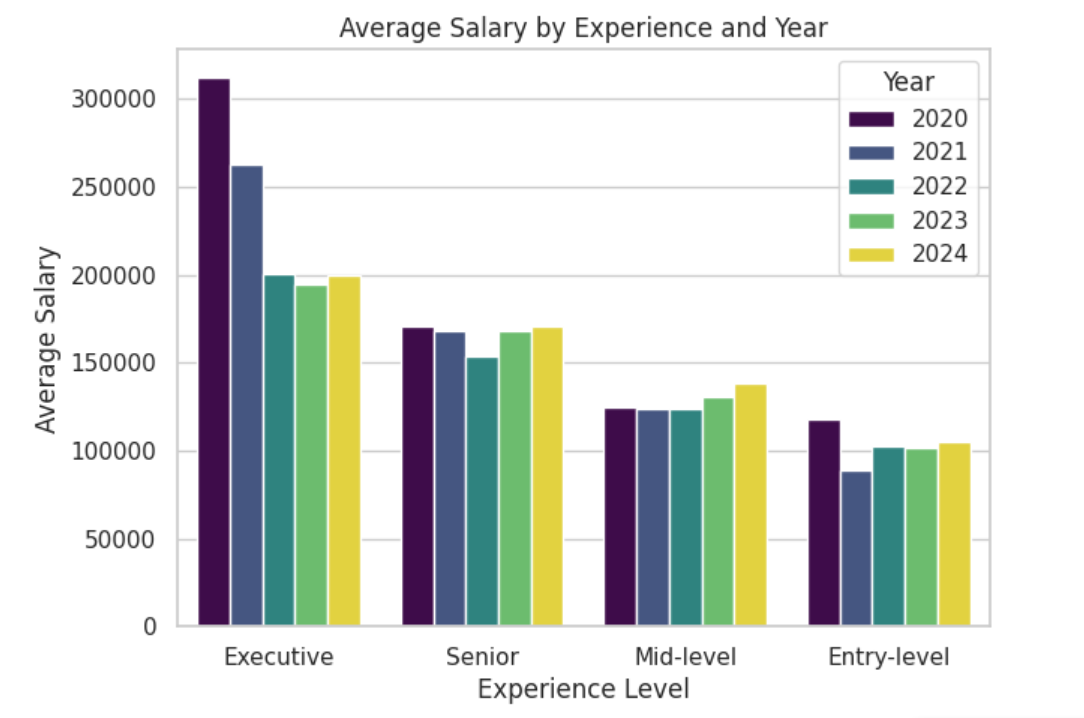 Average Salary by Experience and Year
Average Salary
300000
250000
200000
150000
100000
50000
0
Year
2020
2021
2022
2023
2024
Executive
Senior
Mid-level
Entry-level
Experience Level